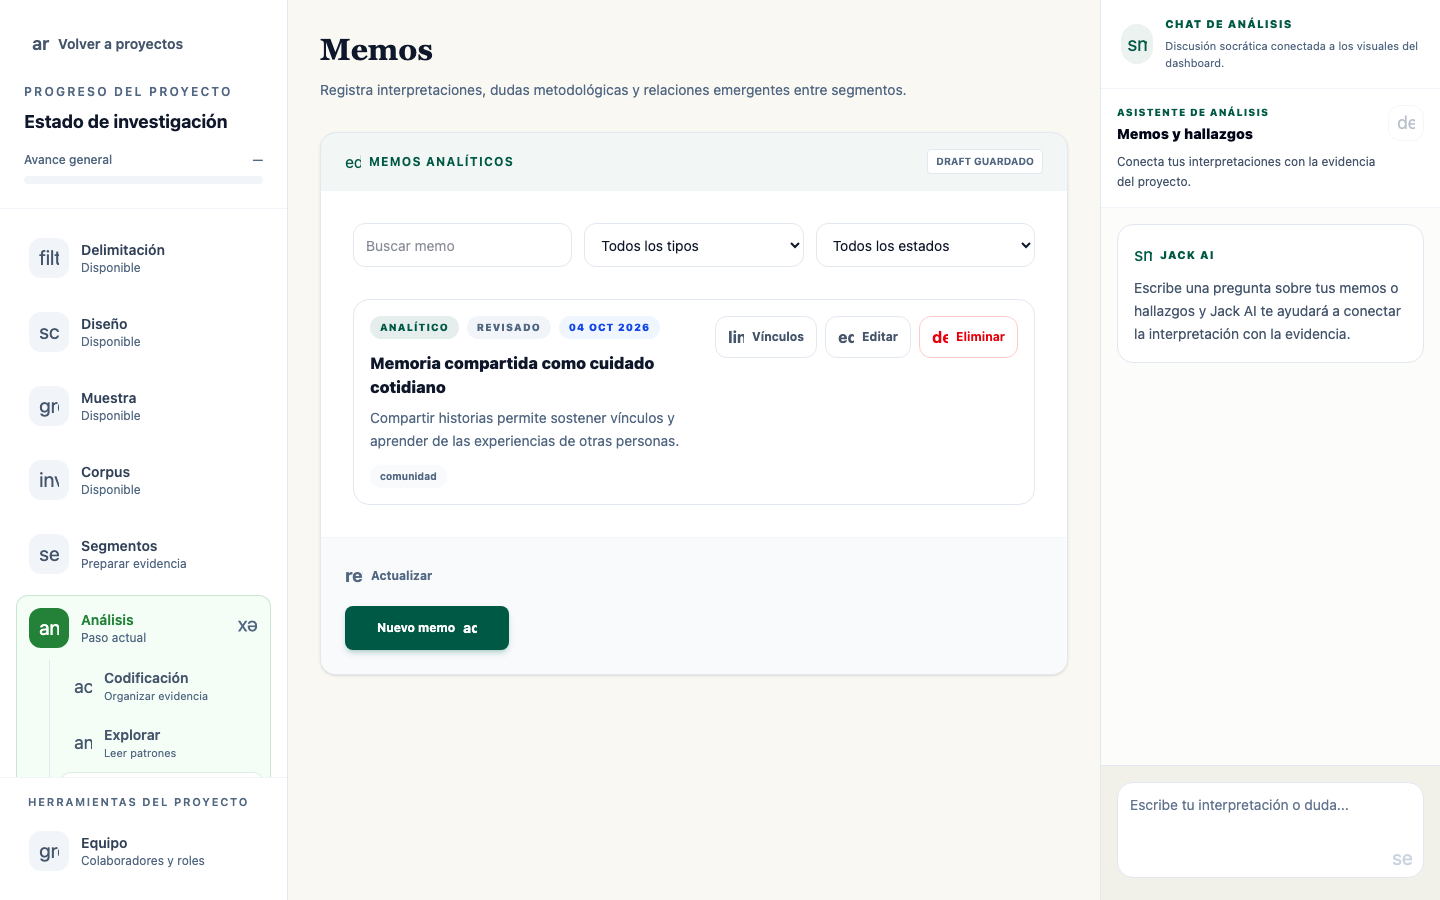 ar Volver a proyectos
PROGRESO DEL PROYECTO
Estado de investigación
Avance general —
filt Delimitación
Disponible
sc Diseño
Disponible
gr Muestra
Disponible
inv Corpus
Disponible
se Segmentos
Preparar evidencia
an Análisis
Paso actual
ac Codificación
Organizar evidencia
an Explorar
Leer patrones
HERRAMIENTAS DEL PROYECTO
gr Equipo
Colaboradores y roles
Memos
Registra interpretaciones, dudas metodológicas y relaciones emergentes entre segmentos.
ed MEMOS ANALÍTICOS
DRAFT GUARDADO
Buscar memo
Todos los tipos
Todos los estados
ANALÍTICO REVISADO 04 OCT 2026
lin Vínculos
ec Editar
de Eliminar
Memoria compartida como cuidado
cotidiano
Compartir historias permite sostener vínculos y
aprender de las experiencias de otras personas.
comunidad
re Actualizar
Nuevo memo ac
sn CHAT DE ANÁLISIS
Discusión socrática conectada a los visuales del
dashboard.
ASISTENTE DE ANÁLISIS
Memos y hallazgos
de
Conecta tus interpretaciones con la evidencia
del proyecto.
sn JACK AI
Escribe una pregunta sobre tus memos o
hallazgos y Jack AI te ayudará a conectar
la interpretación con la evidencia.
Escribe tu interpretación o duda...
se